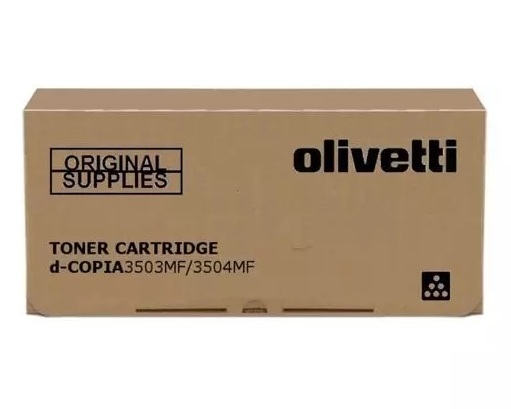 ORIGINAL
SUPPLIES
olivetti
TONER CARTRIDGE
d-COPIA3503MF/3504MF